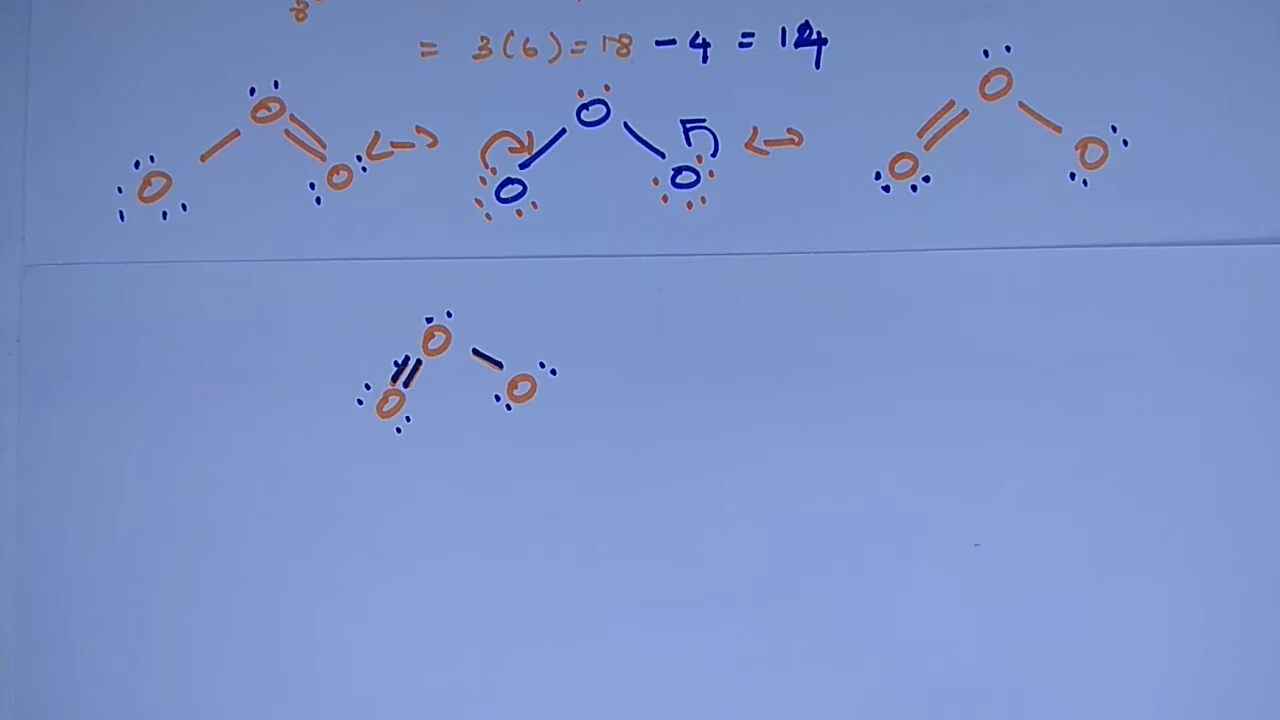 = 3(6) = 18 - 4 = 14
O O O <-> O O O <-> O O O
O O O